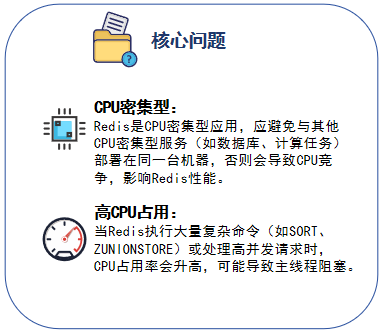 核心问题
CPU密集型：
Redis是CPU密集型应用，应避免与其他
CPU密集型服务（如数据库、计算任务）
部署在同一台机器，否则会导致CPU竞
争，影响Redis性能。
高CPU占用：
当Redis执行大量复杂命令（如SORT、
ZUNIONSTORE）或处理高并发请求时，
CPU占用率会升高，可能导致主线程阻塞。